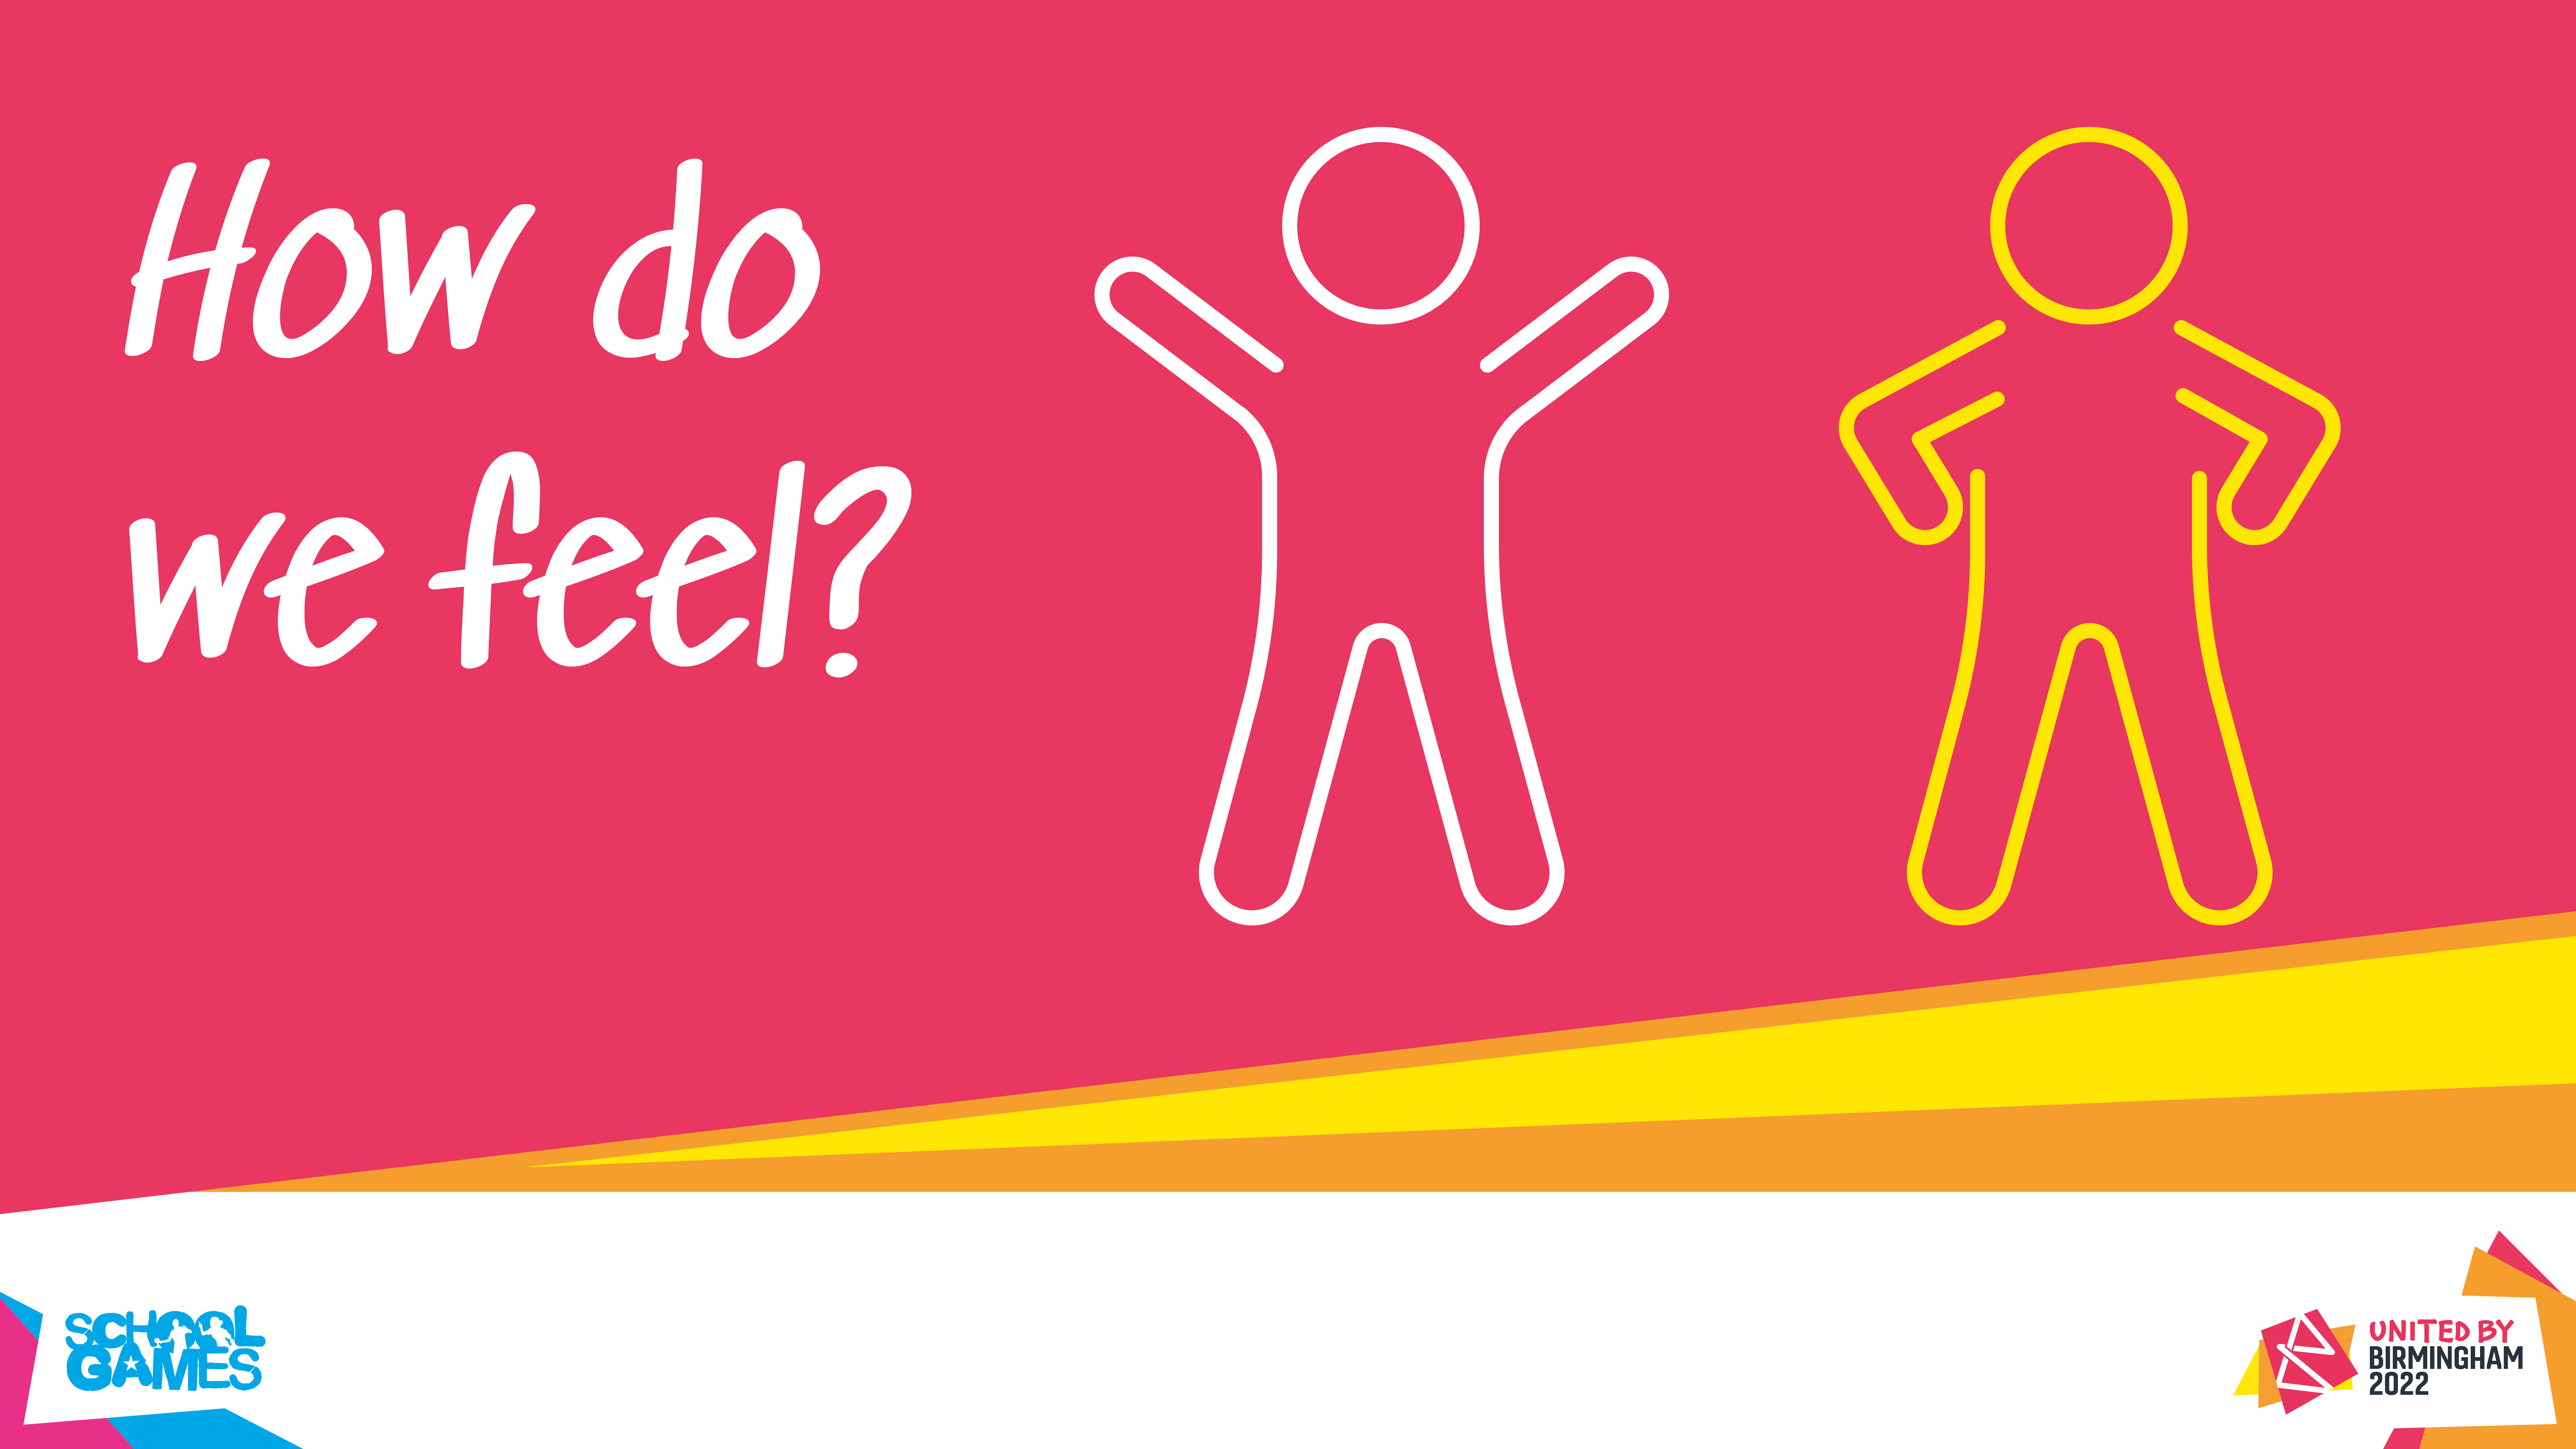 How do
we feel?
SCHOOL
GAMES
UNITED BY
BIRMINGHAM
2022